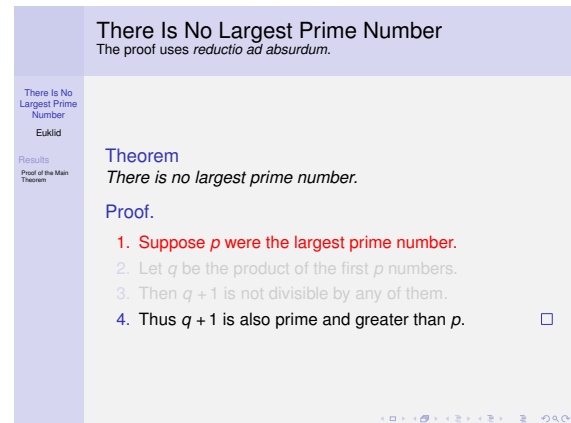 There Is No Largest Prime Number
The proof uses reductio ad absurdum.
There Is No
Largest Prime
Number
Euklid
Results
Proof of the Main
Theorem
Theorem
There is no largest prime number.
Proof.
1. Suppose p were the largest prime number.
2. Let q be the product of the first p numbers.
3. Then q + 1 is not divisible by any of them.
4. Thus q + 1 is also prime and greater than p. □